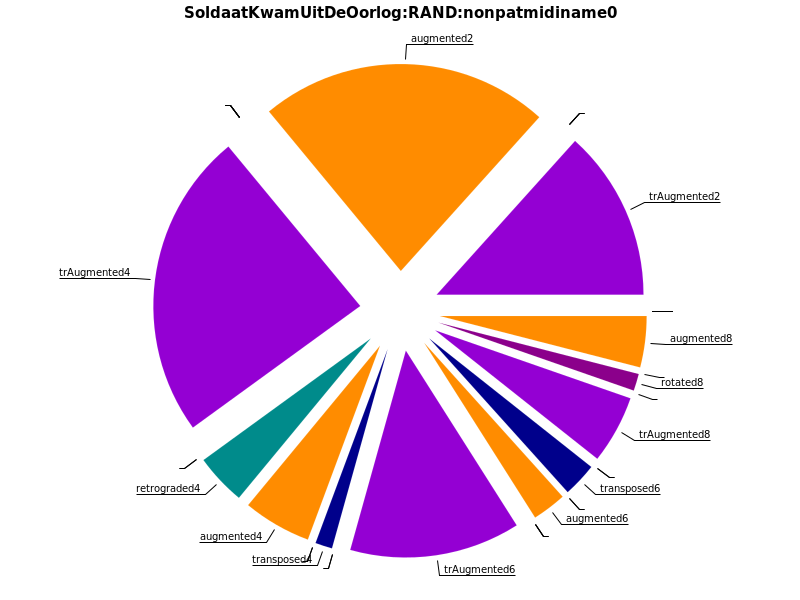 SoldaatKwamUitDeOorlog:RAND:nonpatmidiname0
augmented2
trAugmented2
trAugmented4
augmented8
rotated8
trAugmented8
retrograded4
transposed6
augmented6
augmented4
transposed4
trAugmented6